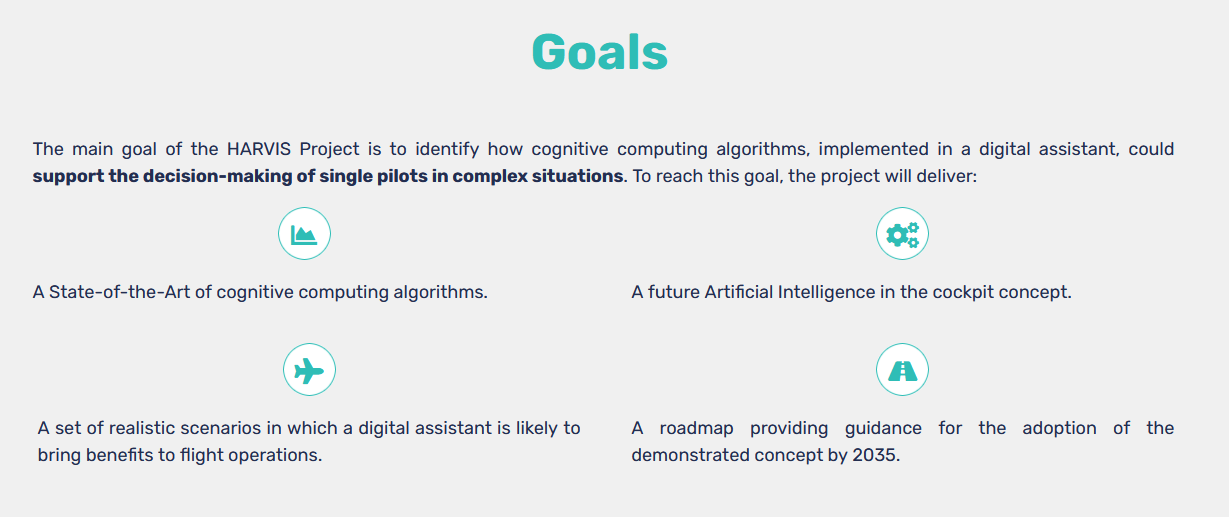 Goals
The main goal of the HARVIS Project is to identify how cognitive computing algorithms, implemented in a digital assistant, could
support the decision-making of single pilots in complex situations. To reach this goal, the project will deliver:
A State-of-the-Art of cognitive computing algorithms.
A future Artificial Intelligence in the cockpit concept.
A set of realistic scenarios in which a digital assistant is likely to
bring benefits to flight operations.
A roadmap providing guidance for the adoption of the
demonstrated concept by 2035.